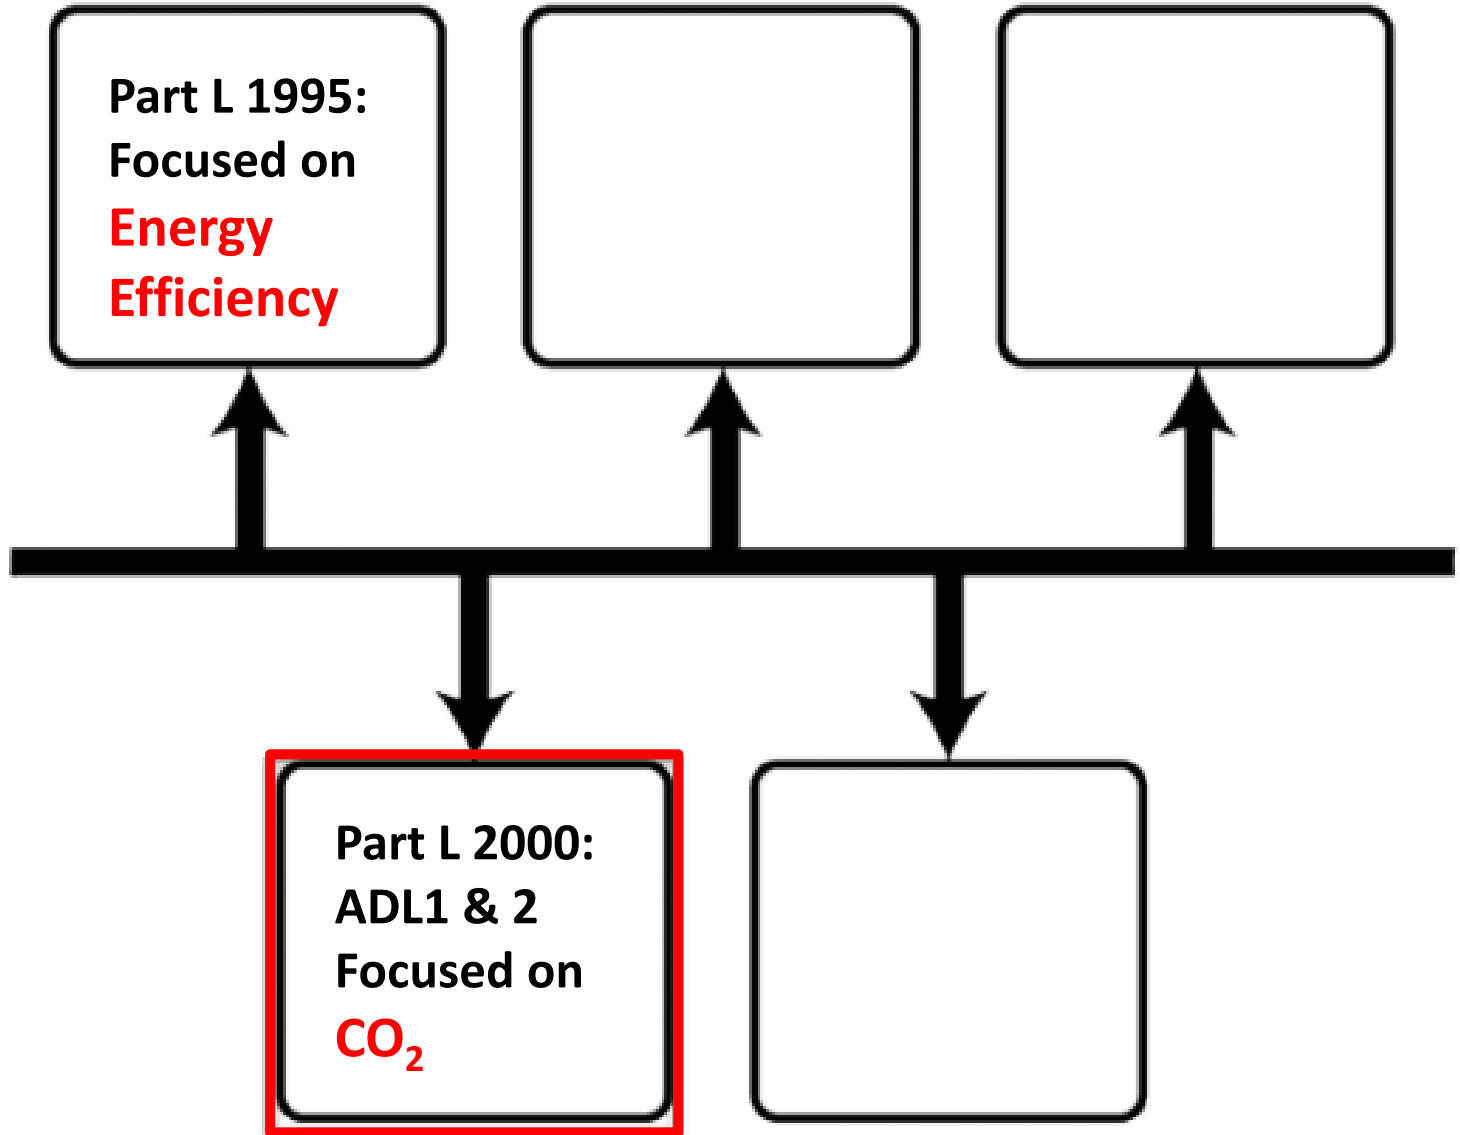 Part L 1995:
Focused on
Energy
Efficiency
Part L 2000:
ADL1 & 2
Focused on
CO₂